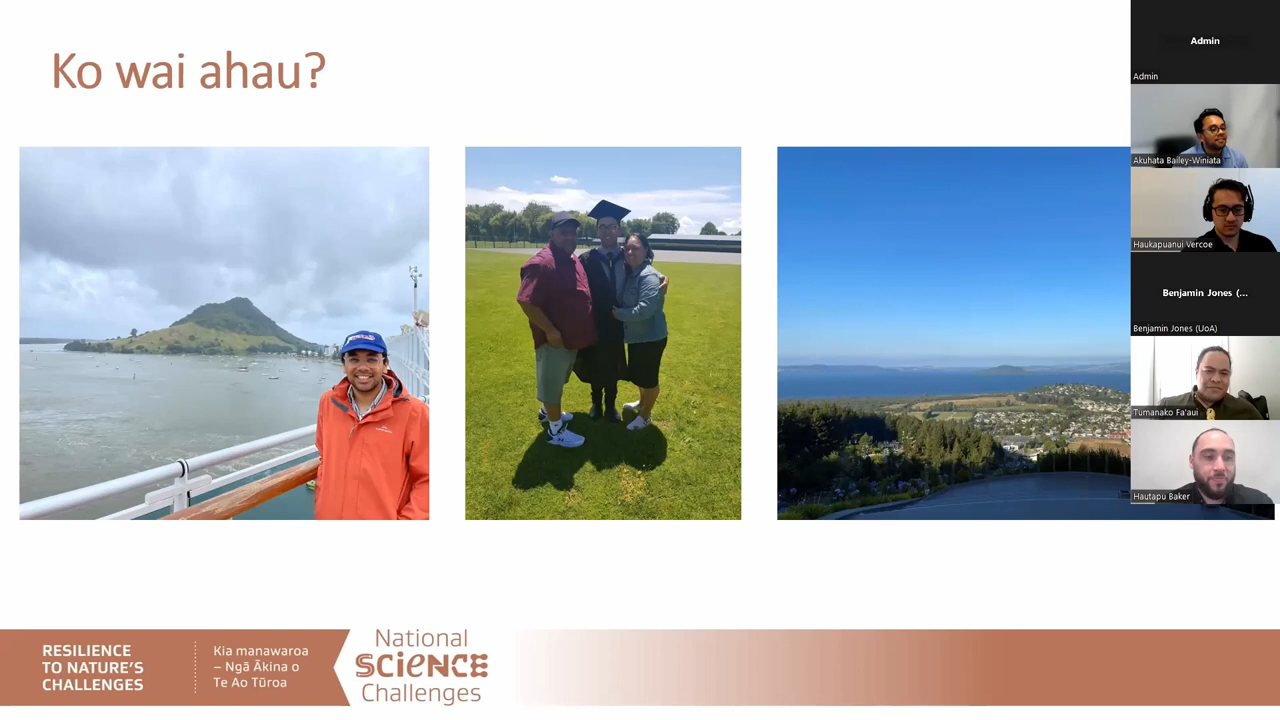 Ko wai ahau?
Admin
Admin
Akuhata Bailey-Winiata
Haukapuanui Vercoe
Benjamin Jones (...
Benjamin Jones (UoA)
Tumanako Fa'aui
Hautapu Baker
RESILIENCE
TO NATURE'S
CHALLENGES
Kia manawaroa
– Ngā Ākina o
Te Ao Tūroa
National
SCIENCE
Challenges